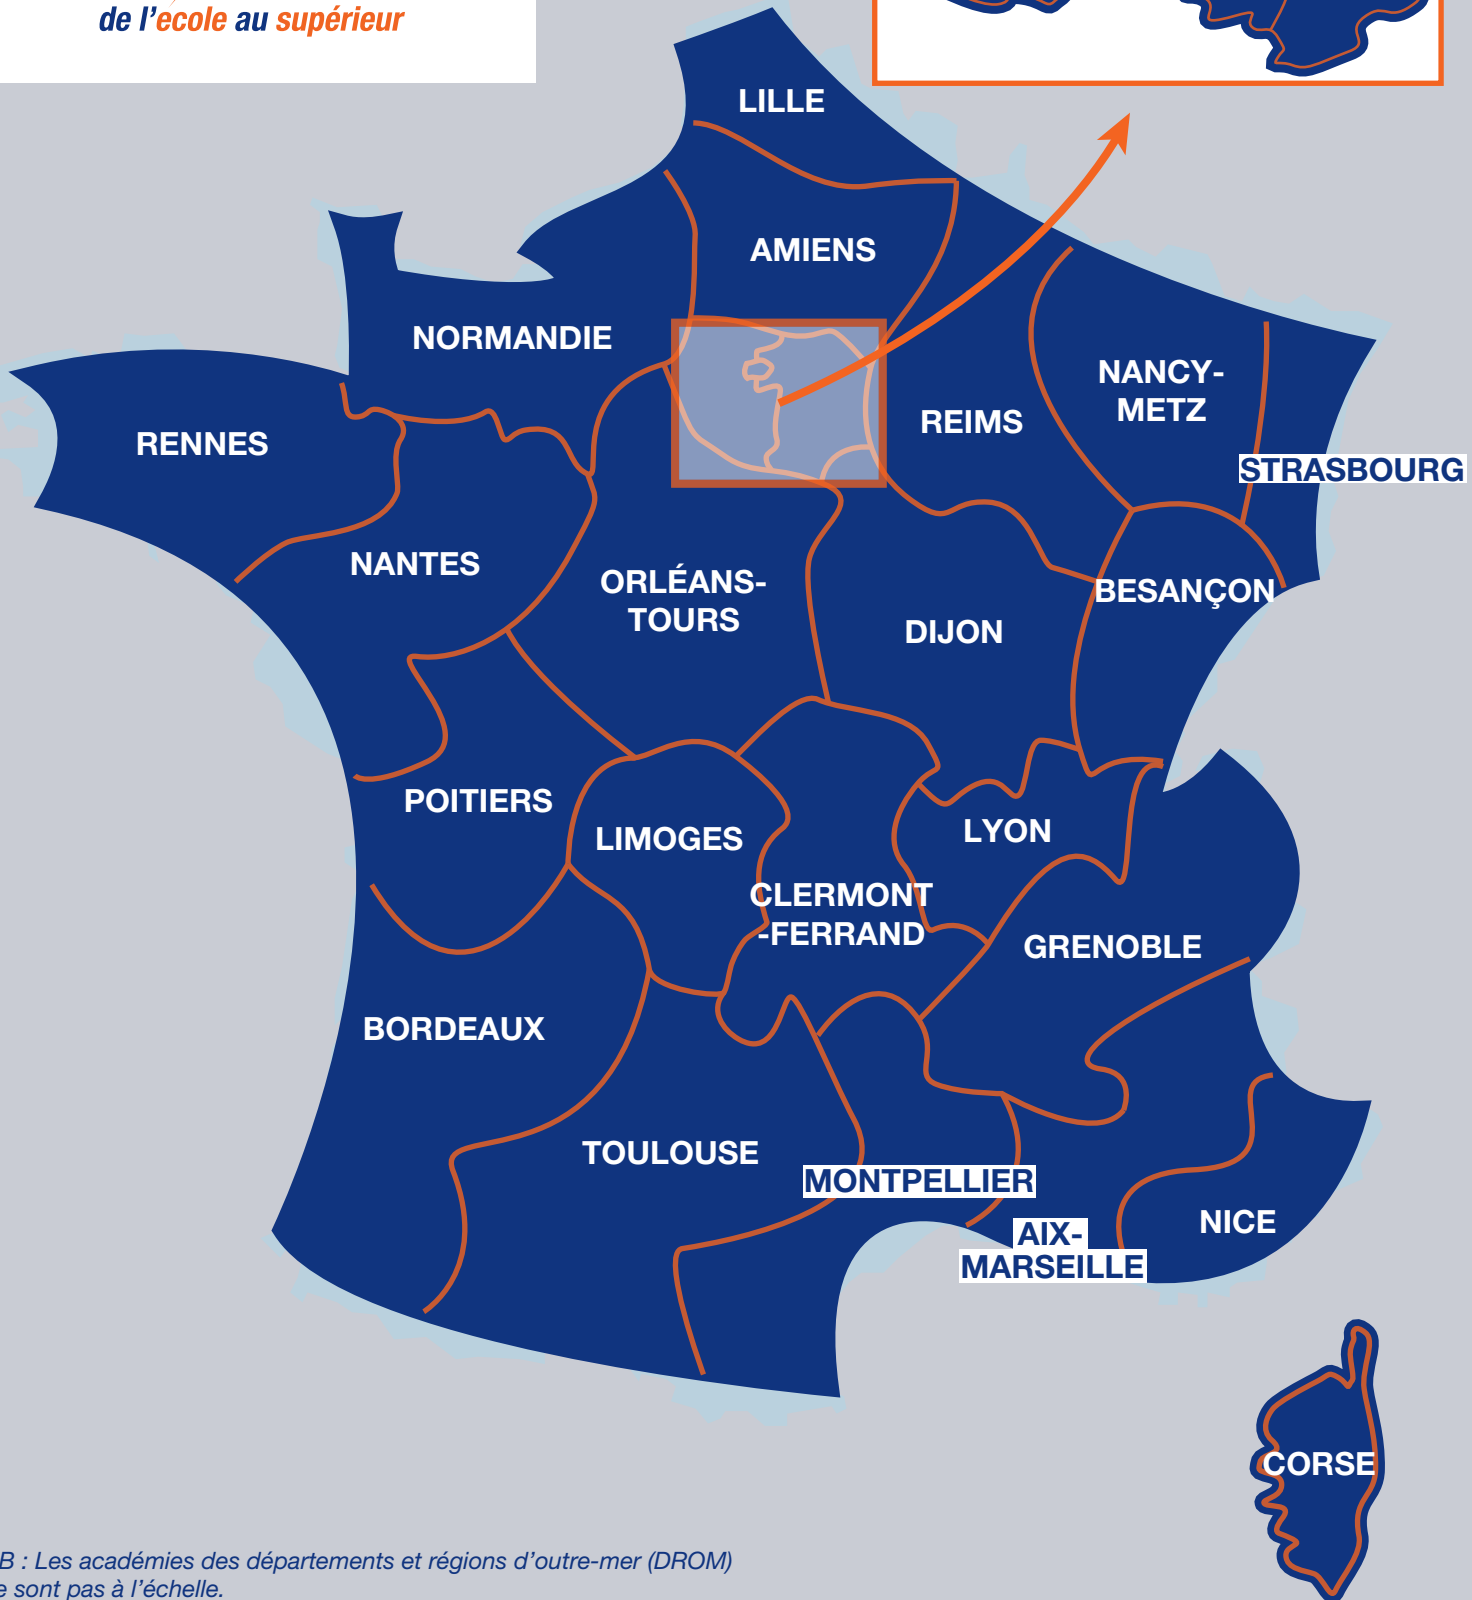 de l'école au supérieur
LILLE
AMIENS
NORMANDIE
NANCY-
METZ
REIMS
RENNES
STRASBOURG
NANTES
ORLÉANS-
TOURS
BESANÇON
DIJON
POITIERS
LIMOGES
LYON
CLERMONT
-FERRAND
GRENOBLE
BORDEAUX
TOULOUSE
MONTPELLIER
NICE
AIX-
MARSEILLE
CORSE
B : Les académies des départements et régions d'outre-mer (DROM)
e sont pas à l'échelle.